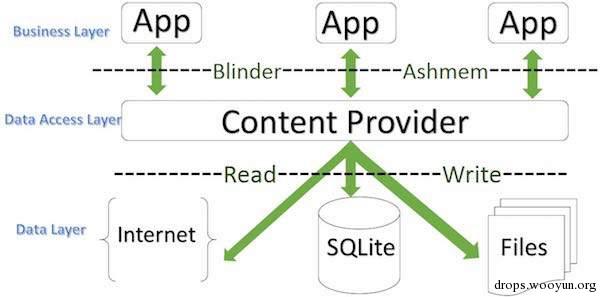 Business Layer
App
App
App
Blinder
Ashmem
Data Access Layer
Content Provider
Read
Write
Data Layer
Internet
SQLite
Files
drops.wooyun.org